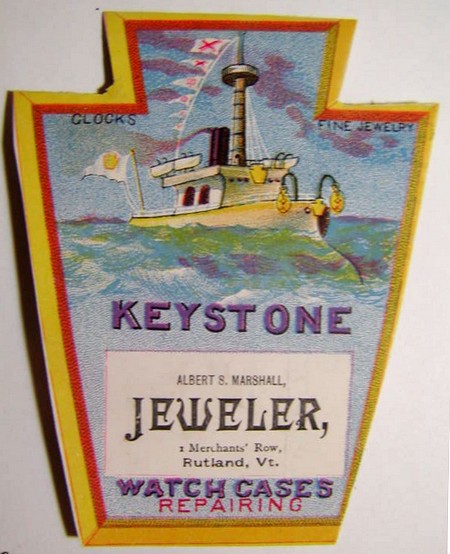 CLOCKS
FINE JEWELRY
KEYSTONE
ALBERT S. MARSHALL,
JEWELER,
1 Merchants' Row,
Rutland, Vt.
WATCH CASES
REPAIRING